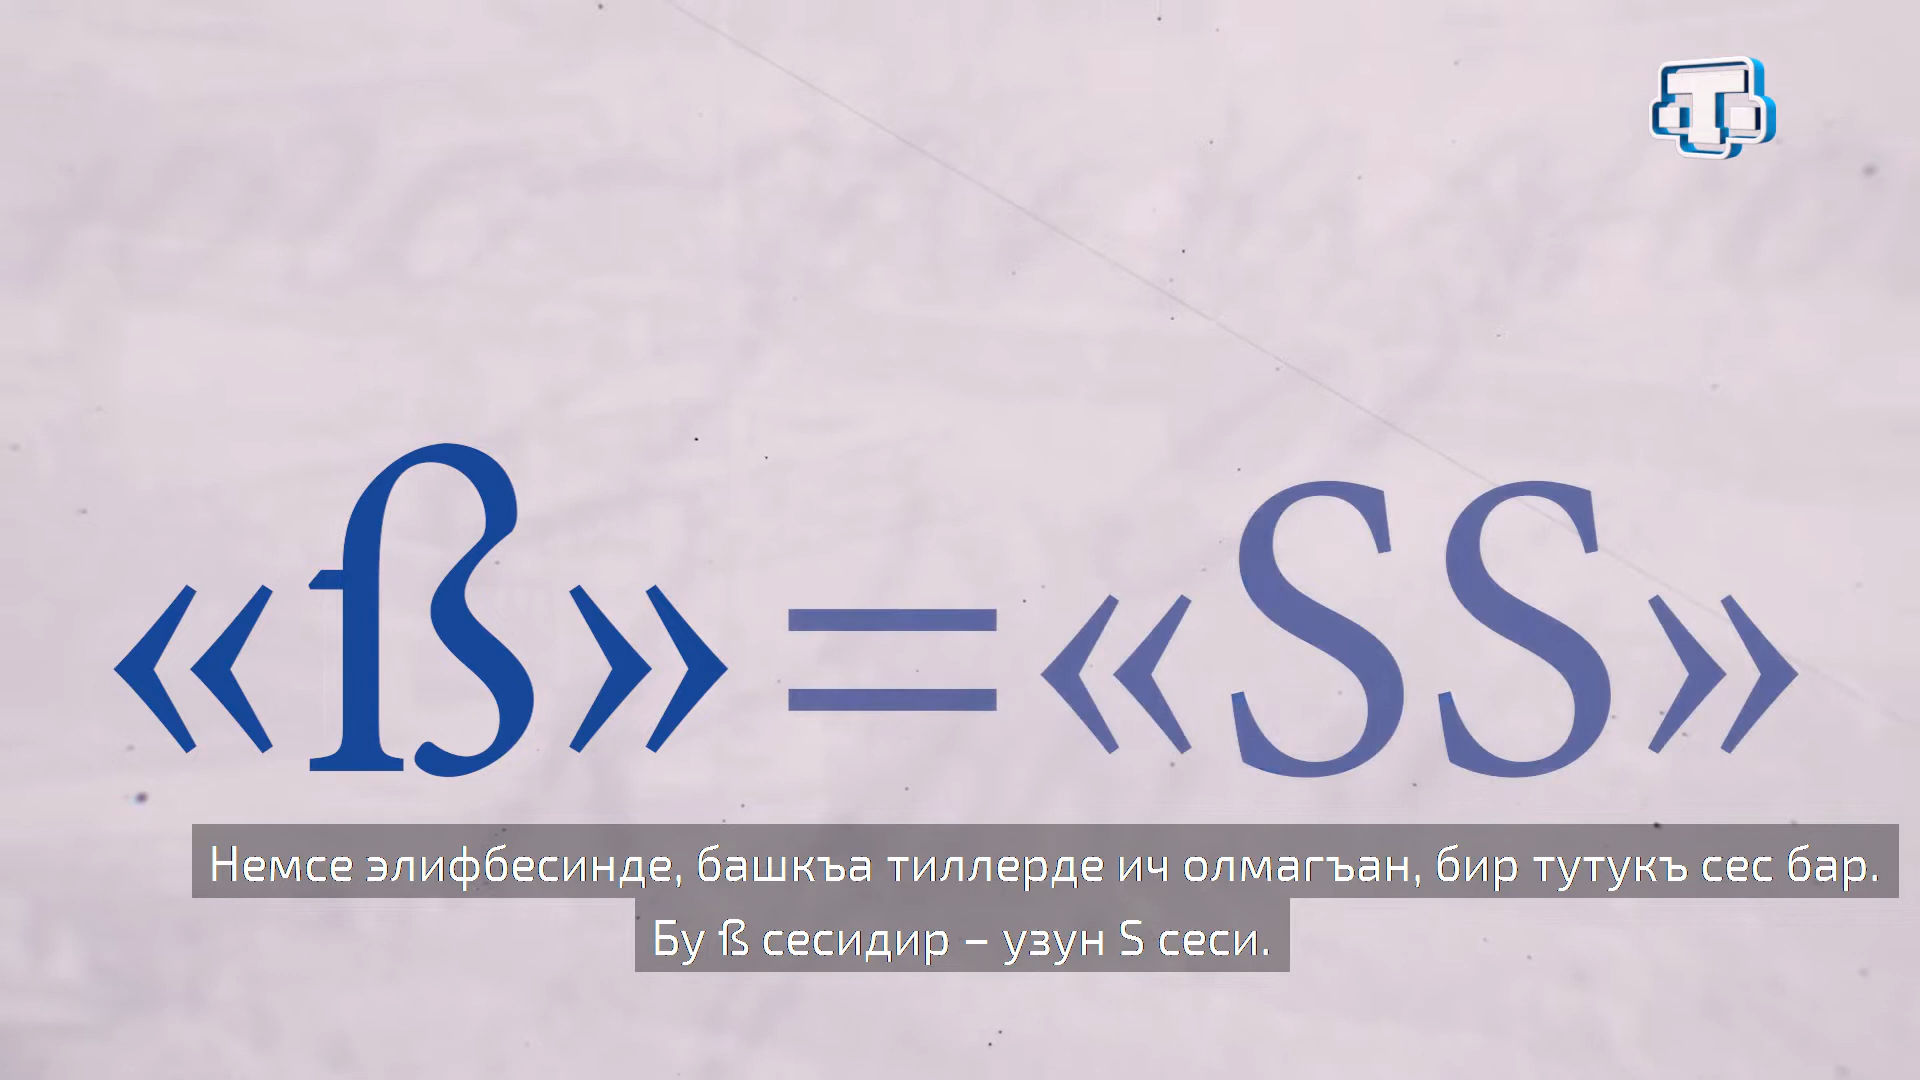 T
«ß» = «SS»
Немсе элифбесинде, башкъа тиллерде ич олмагъан, бир тутукъ сес бар.
Бу ß сесидир – узун S сеси.